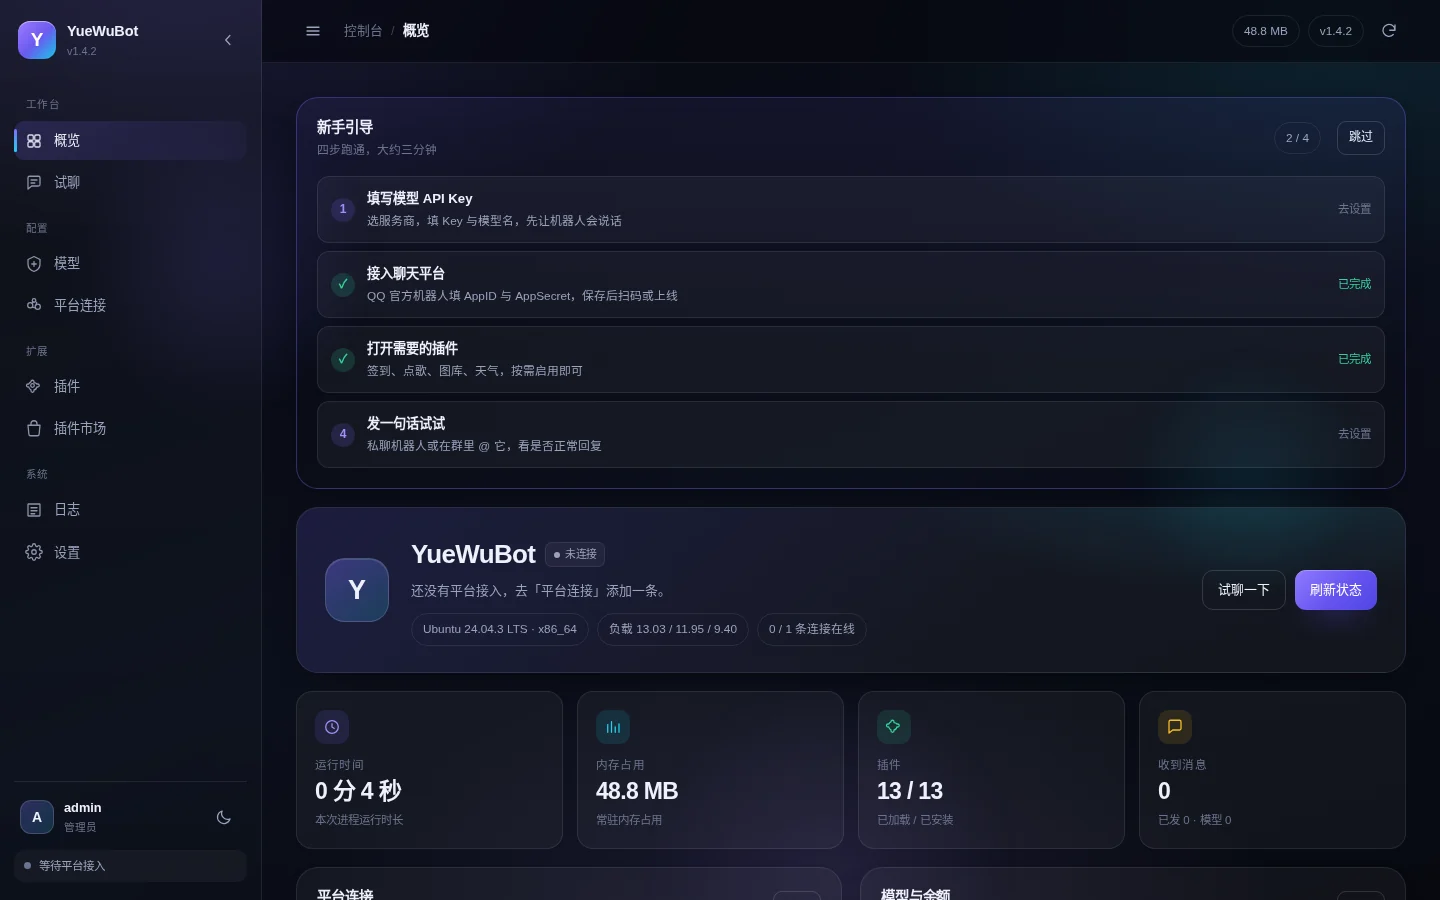 Y
YueWuBot
v1.4.2
工作台
概览
试聊
配置
模型
平台连接
扩展
插件
插件市场
系统
日志
设置
A
admin
管理员
等待平台接入
控制台 / 概览
48.8 MB
v1.4.2
新手引导
四步跑通，大约三分钟
2 / 4
跳过
1
填写模型 API Key
选服务商，填 Key 与模型名，先让机器人会说话
去设置
✓
接入聊天平台
QQ 官方机器人填 AppID 与 AppSecret，保存后扫码或上线
已完成
✓
打开需要的插件
签到、点歌、图库、天气，按需启用即可
已完成
4
发一句话试试
私聊机器人或在群里 @ 它，看是否正常回复
去设置
Y
YueWuBot
未连接
还没有平台接入，去「平台连接」添加一条。
Ubuntu 24.04.3 LTS · x86_64
负载 13.03 / 11.95 / 9.40
0 / 1 条连接在线
试聊一下
刷新状态
运行时间
0 分 4 秒
本次进程运行时长
内存占用
48.8 MB
常驻内存占用
插件
13 / 13
已加载 / 已安装
收到消息
0
已发 0 · 模型 0
平台连接
模型与余额